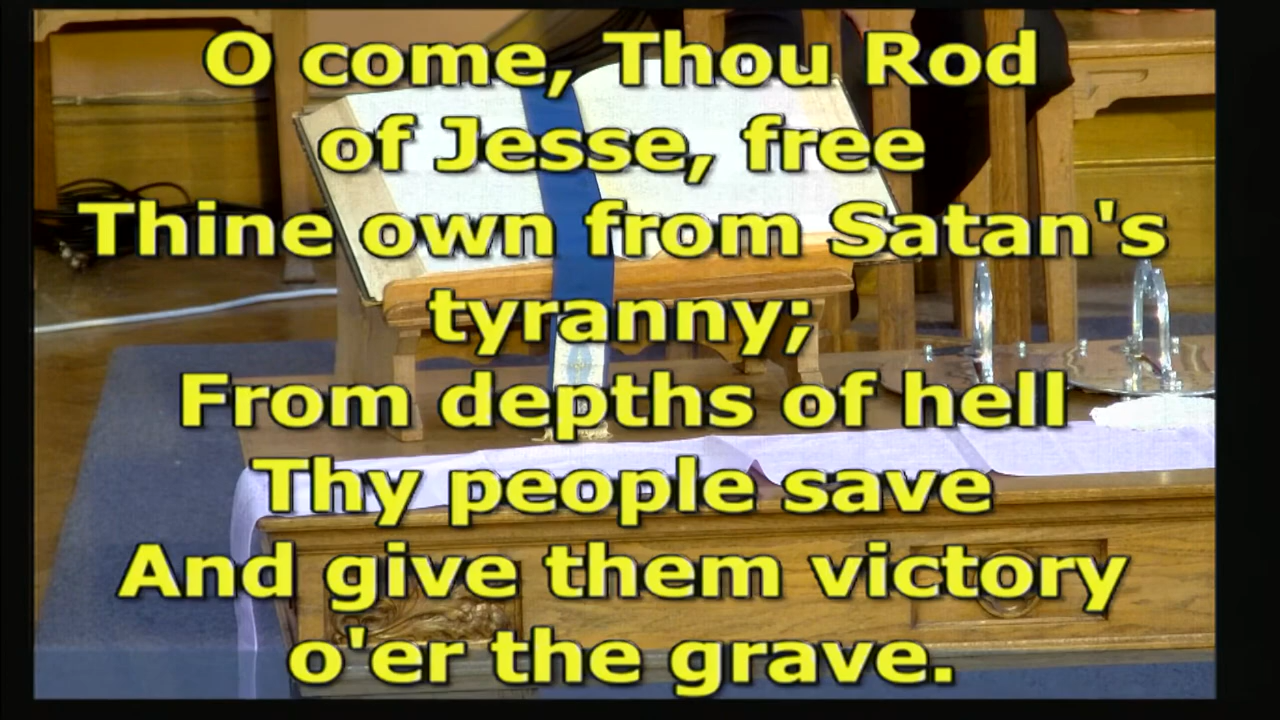 O come, Thou Rod
of Jesse, free
Thine own from Satan's
tyranny;
From depths of hell
Thy people save
And give them victory
o'er the grave.